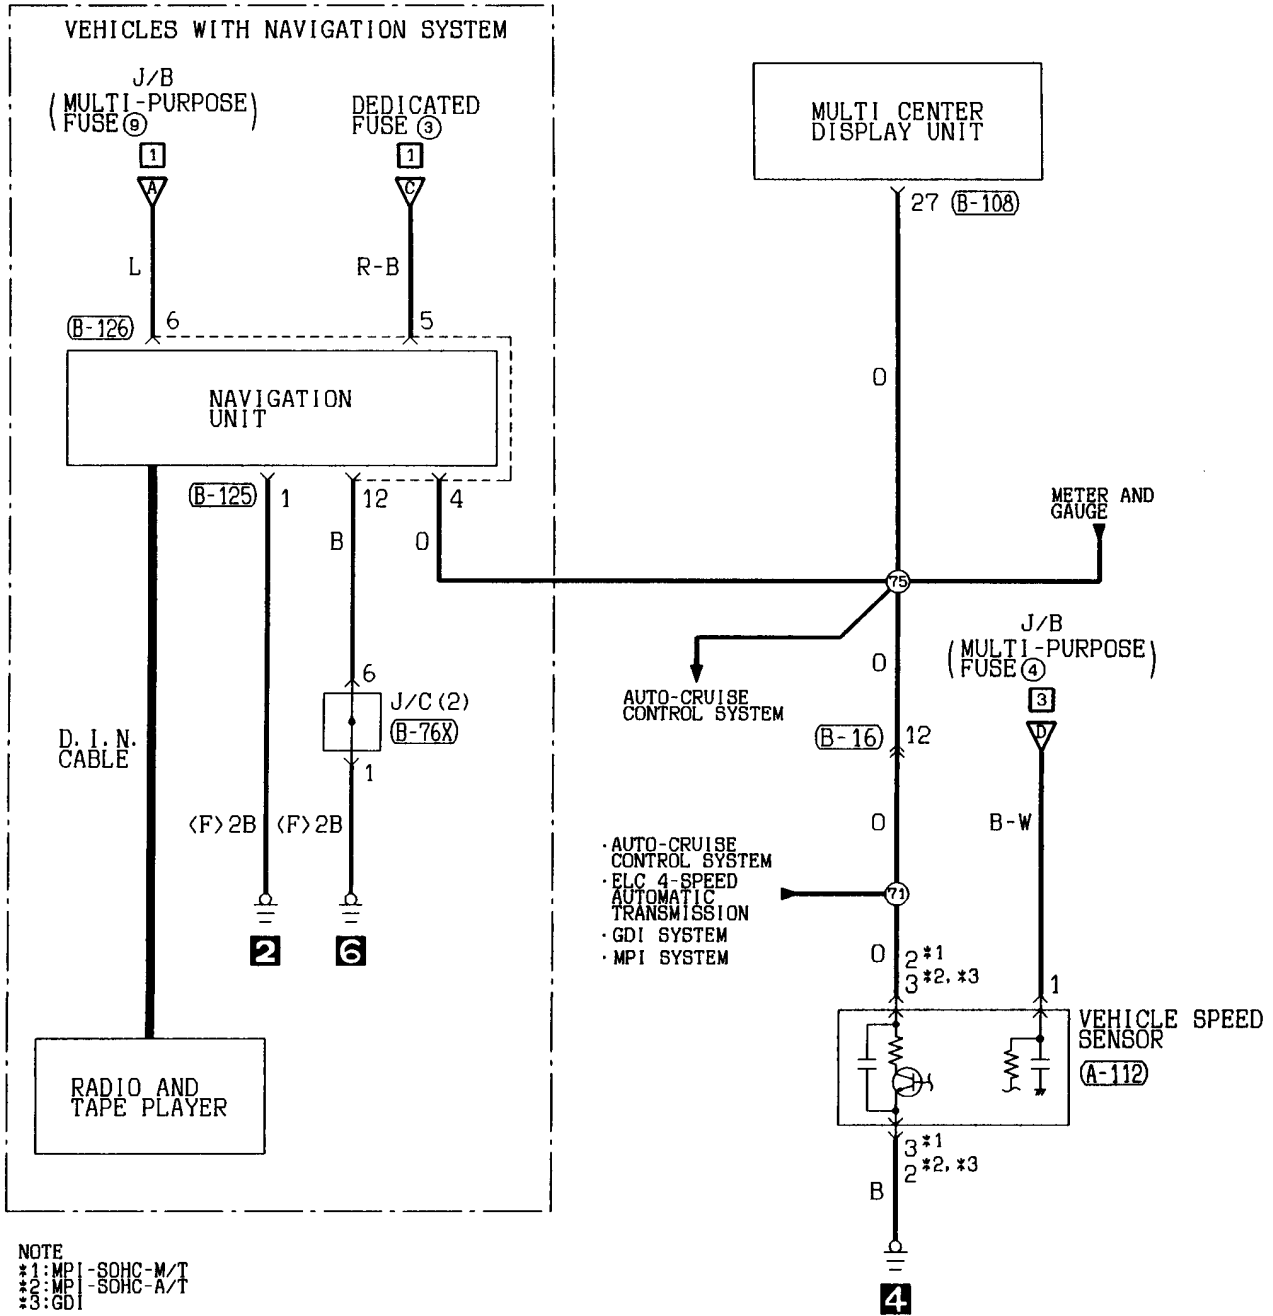 VEHICLES WITH NAVIGATION SYSTEM
J/B
(MULTI-PURPOSE)
FUSE ⑨
DEDICATED
FUSE ③
1
1
A
C
L
R-B
B-126
6
5
NAVIGATION
UNIT
B-125
1
12
4
B
O
6
J/C(2)
B-76X
1
D.I.N.
CABLE
<F>2B
<F>2B
2
6
RADIO AND
TAPE PLAYER
MULTI CENTER
DISPLAY UNIT
27
B-108
O
METER AND
GAUGE
75
AUTO-CRUISE
CONTROL SYSTEM
O
J/B
(MULTI-PURPOSE)
FUSE ④
3
D
B-16
12
O
B-W
·AUTO-CRUISE
CONTROL SYSTEM
·ELC 4-SPEED
AUTOMATIC
TRANSMISSION
·GDI SYSTEM
·MPI SYSTEM
71
O
2*1
3*2,*3
1
VEHICLE SPEED
SENSOR
A-112
3*1
2*2,*3
B
4
NOTE
*1:MPI-SOHC-M/T
*2:MPI-SOHC-A/T
*3:GDI